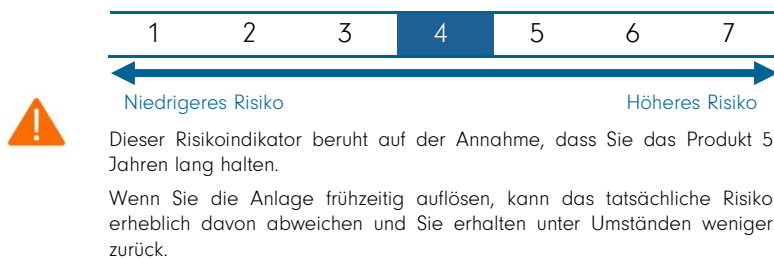 1 2 3 4 5 6 7
Niedrigeres Risiko Höheres Risiko
Dieser Risikoindikator beruht auf der Annahme, dass Sie das Produkt 5
Jahren lang halten.
Wenn Sie die Anlage frühzeitig auflösen, kann das tatsächliche Risiko
erheblich davon abweichen und Sie erhalten unter Umständen weniger
zurück.